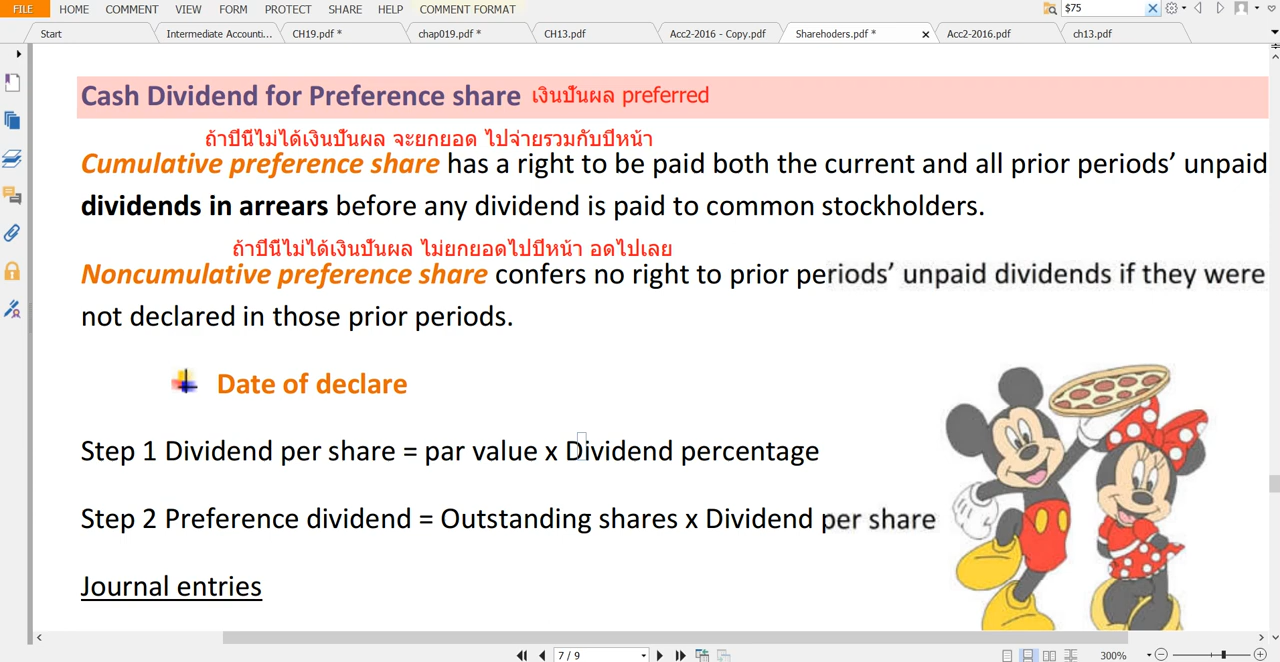 FILE HOME COMMENT VIEW FORM PROTECT SHARE HELP COMMENT FORMAT $75
Start Intermediate Accounti... CH19.pdf * chap019.pdf * CH13.pdf Acc2-2016 - Copy.pdf Sharehoders.pdf * Acc2-2016.pdf ch13.pdf
Cash Dividend for Preference share เงินปันผล preferred
ถ้าปีนี้ไม่ได้เงินปันผล จะยกยอด ไปจ่ายรวมกับปีหน้า
Cumulative preference share has a right to be paid both the current and all prior periods’ unpaid
dividends in arrears before any dividend is paid to common stockholders.
ถ้าปีนี้ไม่ได้เงินปันผล ไม่ยกยอดไปปีหน้า อดไปเลย
Noncumulative preference share confers no right to prior periods’ unpaid dividends if they were
not declared in those prior periods.
Date of declare
Step 1 Dividend per share = par value x Dividend percentage
Step 2 Preference dividend = Outstanding shares x Dividend per share
Journal entries
7 / 9 300%